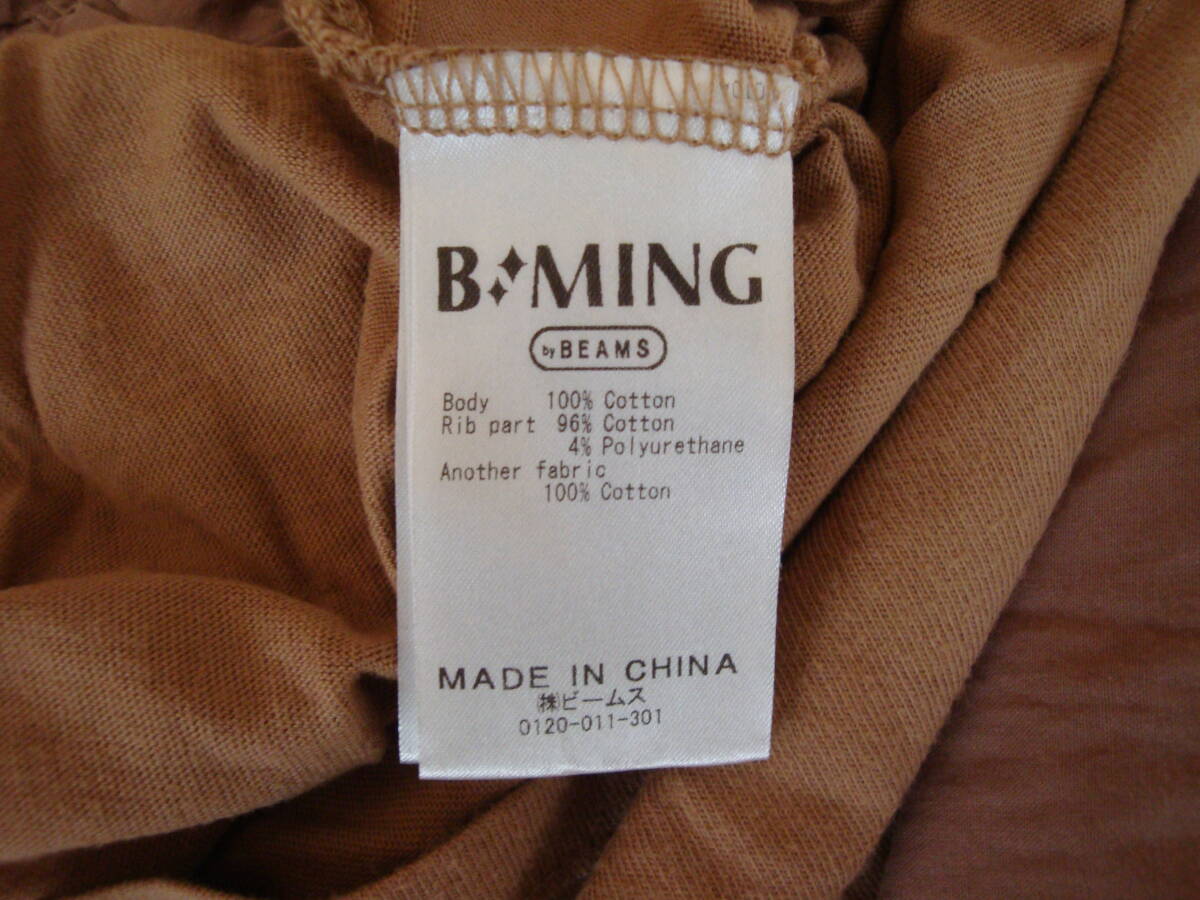 B MING
by BEAMS
Body 100% Cotton
Rib part 96% Cotton
4% Polyurethane
Another fabric
100% Cotton
MADE IN CHINA
㈱ビームス
0120-011-301